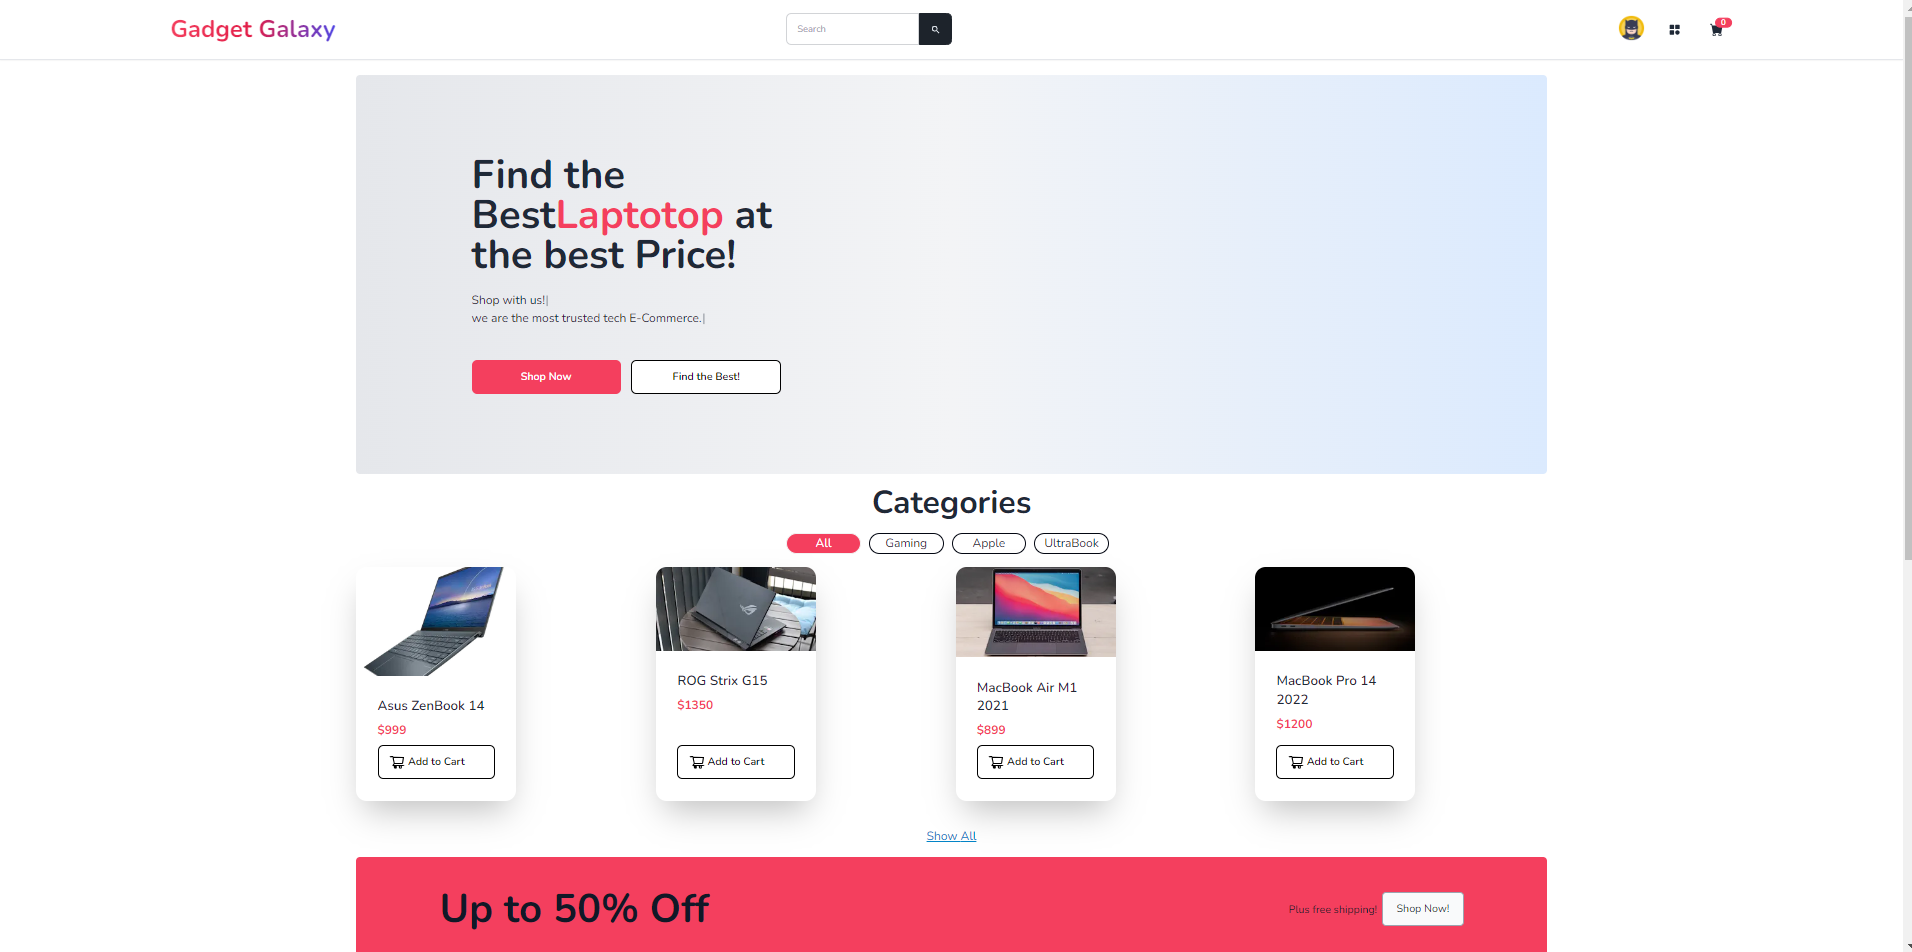 Gadget Galaxy
Search
0
Find the
BestLaptotop at
the best Price!
Shop with us!|
we are the most trusted tech E-Commerce.|
Shop Now
Find the Best!
Categories
All
Gaming
Apple
UltraBook
Asus ZenBook 14
$999
Add to Cart
ROG Strix G15
$1350
Add to Cart
MacBook Air M1
2021
$899
Add to Cart
MacBook Pro 14
2022
$1200
Add to Cart
Show All
Up to 50% Off
Plus free shipping!
Shop Now!